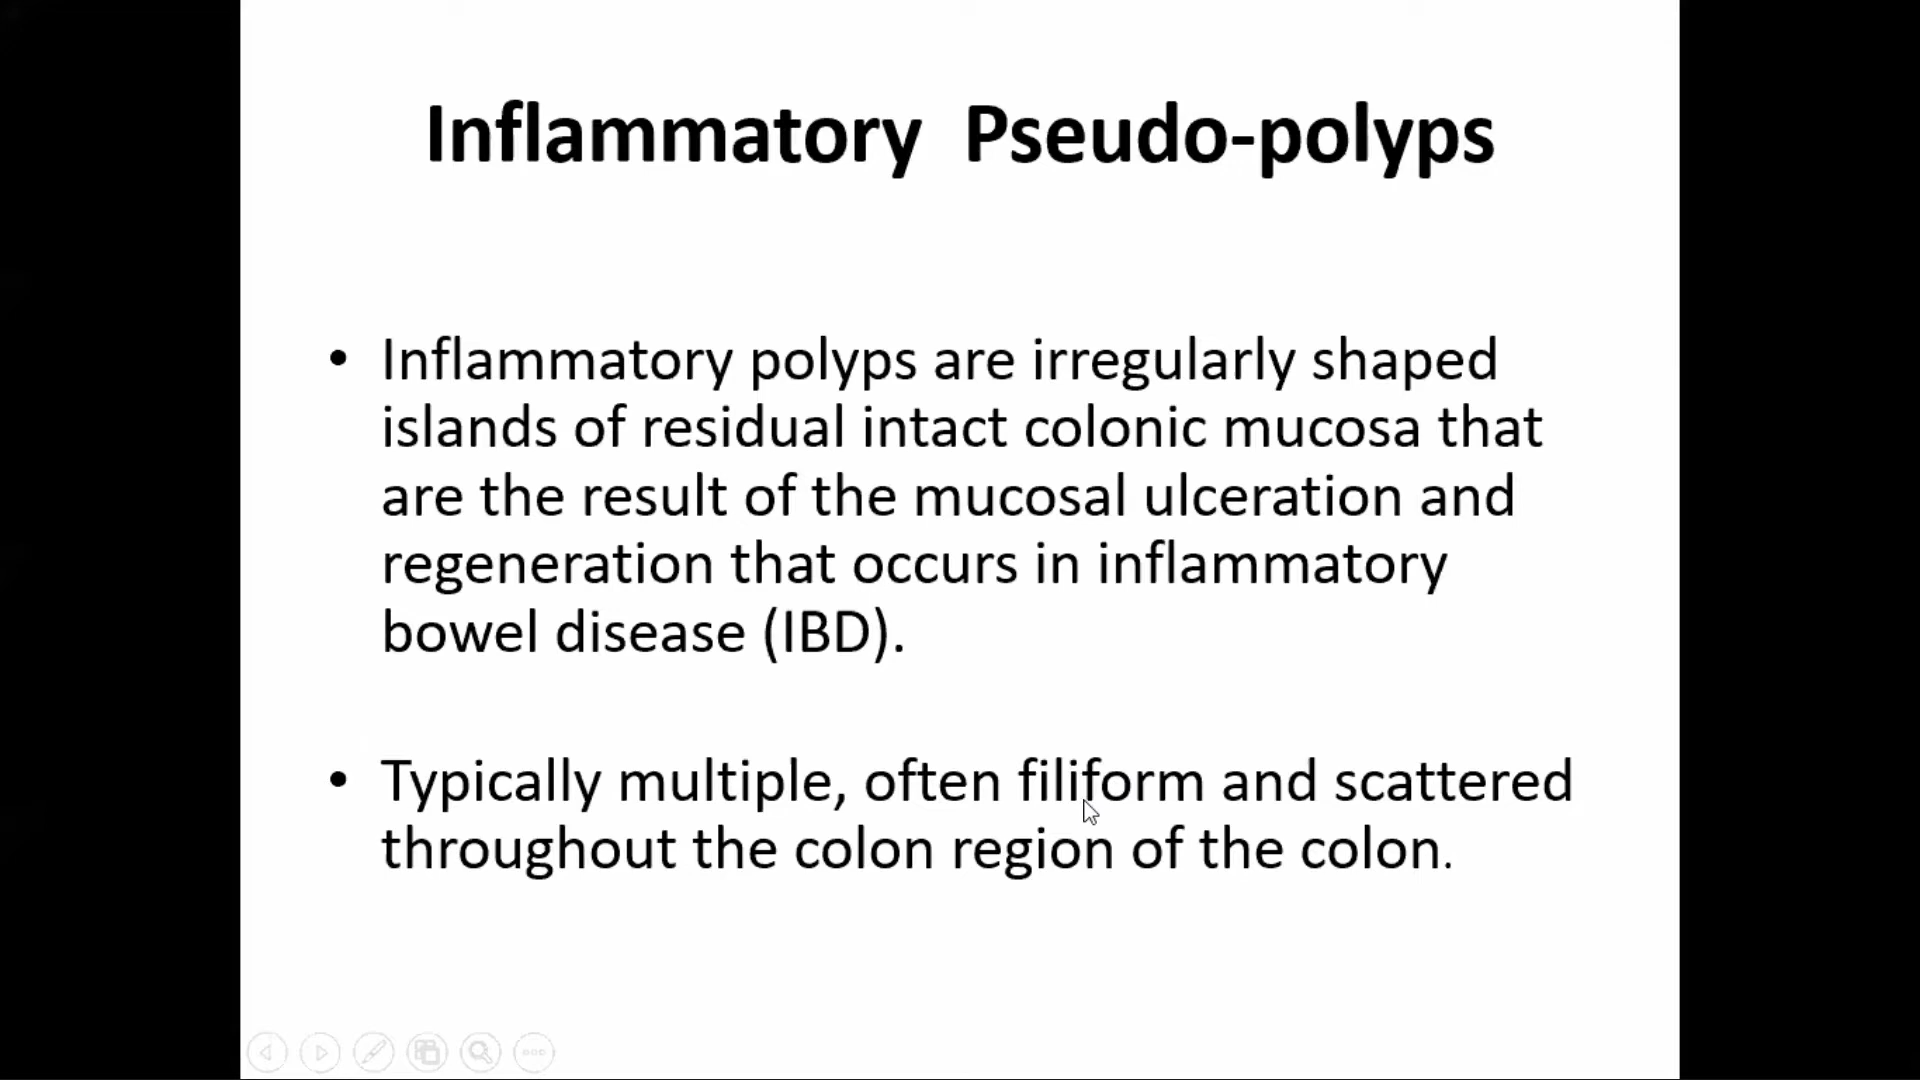 Inflammatory Pseudo-polyps
• Inflammatory polyps are irregularly shaped
islands of residual intact colonic mucosa that
are the result of the mucosal ulceration and
regeneration that occurs in inflammatory
bowel disease (IBD).
• Typically multiple, often filiform and scattered
throughout the colon region of the colon.